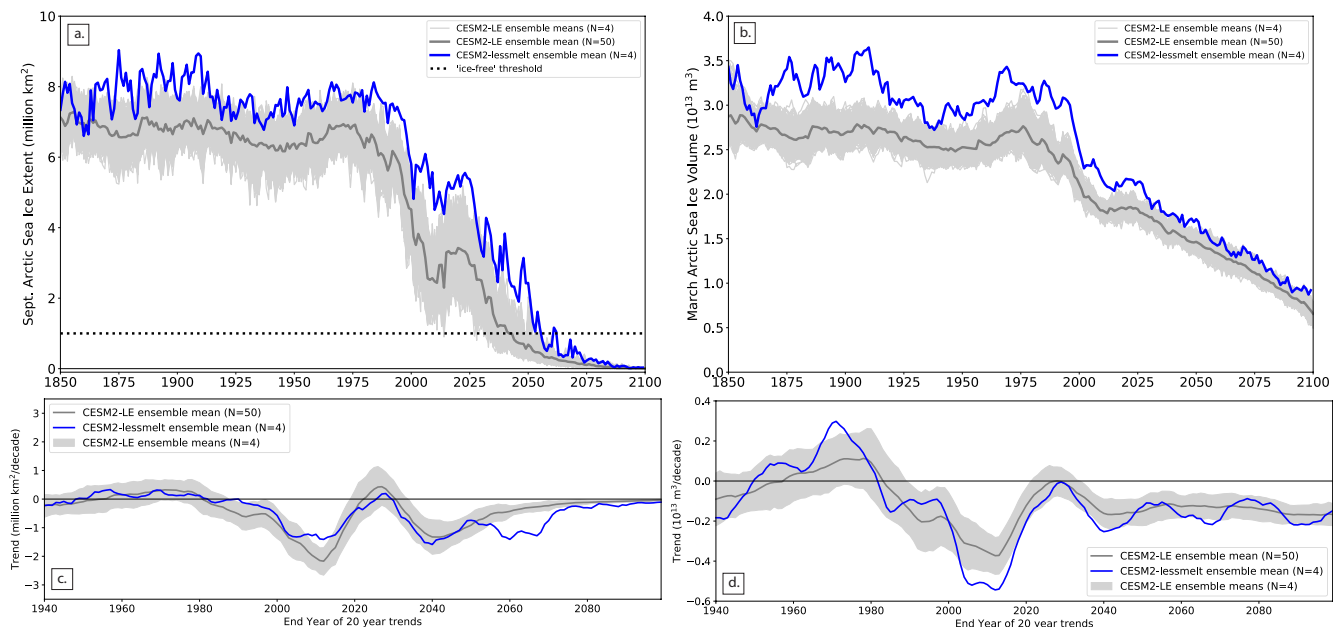 a.
CESM2-LE ensemble means (N=4)
CESM2-LE ensemble mean (N=50)
CESM2-lessmelt ensemble mean (N=4)
'ice-free' threshold
Sept. Arctic Sea Ice Extent (million km²)
10
8
6
4
2
0
1850 1875 1900 1925 1950 1975 2000 2025 2050 2075 2100
b.
CESM2-LE ensemble means (N=4)
CESM2-LE ensemble mean (N=50)
CESM2-lessmelt ensemble mean (N=4)
March Arctic Sea Ice Volume (10¹³ m³)
4.0
3.5
3.0
2.5
2.0
1.5
1.0
0.5
0.0
1850 1875 1900 1925 1950 1975 2000 2025 2050 2075 2100
CESM2-LE ensemble mean (N=50)
CESM2-lessmelt ensemble mean (N=4)
CESM2-LE ensemble means (N=4)
c.
Trend (million km²/decade)
3
2
1
0
−1
−2
−3
1940 1960 1980 2000 2020 2040 2060 2080
End Year of 20 year trends
d.
CESM2-LE ensemble mean (N=50)
CESM2-lessmelt ensemble mean (N=4)
CESM2-LE ensemble means (N=4)
Trend (10¹³ m³/decade)
0.4
0.2
0.0
−0.2
−0.4
−0.6
1940 1960 1980 2000 2020 2040 2060 2080
End Year of 20 year trends